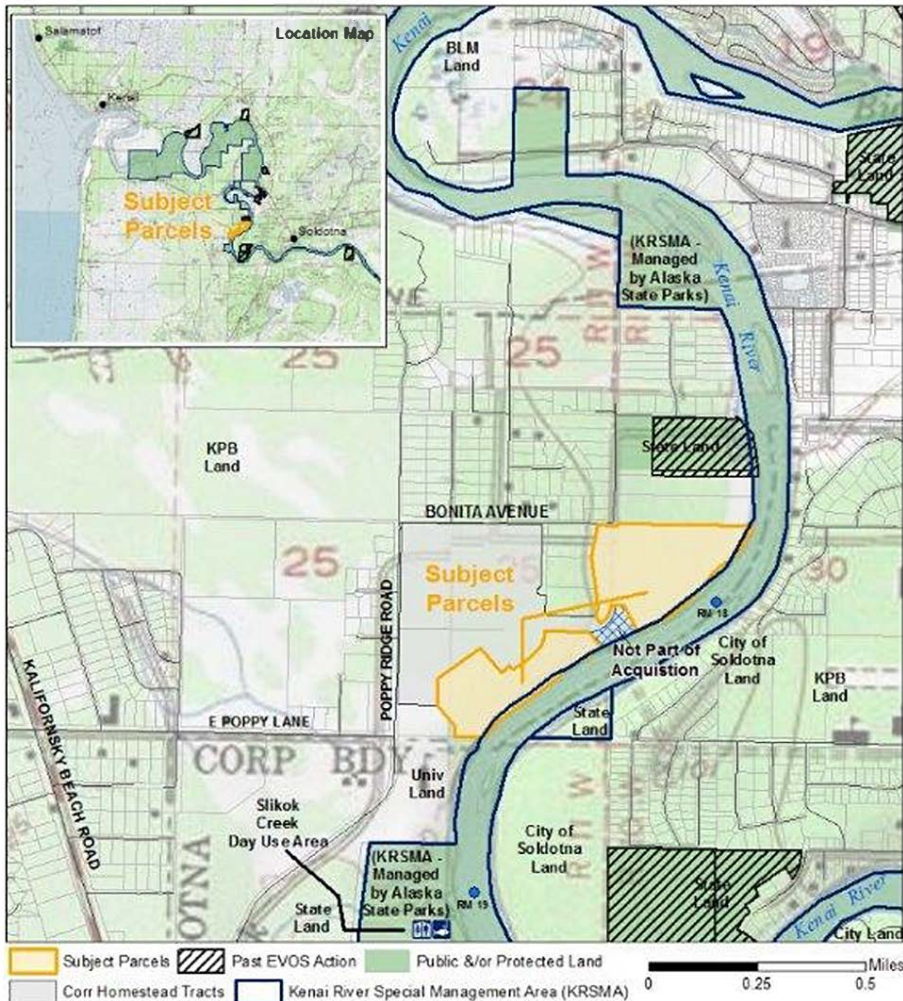 Location Map
Salamatof
Kenai
Subject
Parcels
Soldotna
Kenai
BLM
Land
24
19
State
Land
(KRSMA -
Managed
by Alaska
State Parks)
Kenai
River
25
25
KPB
Land
State Land
BONITA AVENUE
25
30
Subject
Parcels
RM 18
Not Part of
Acquistion
City of
Soldotna
Land
KPB
Land
POPPY RIDGE ROAD
KALIFORNSKY BEACH ROAD
E POPPY LANE
State
Land
CORP BDY
Univ
Land
Slikok
Creek
Day Use Area
City of
Soldotna
Land
(KRSMA -
Managed
by Alaska
State Parks)
State
Land
RM 19
State
Land
Kenai River
City Land
OTNA
Subject Parcels
Past EVOS Action
Public &/or Protected Land
Corr Homestead Tracts
Kenai River Special Management Area (KRSMA)
Miles
0 0.25 0.5